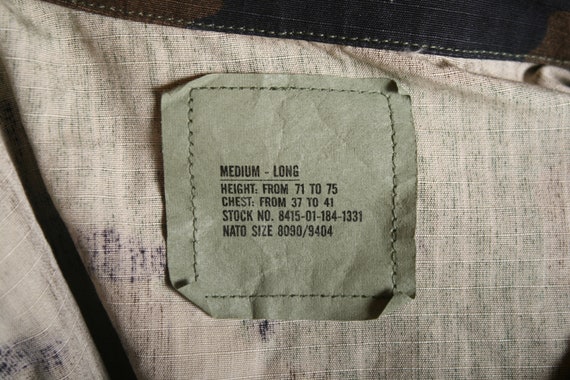 MEDIUM - LONG
HEIGHT: FROM 71 TO 75
CHEST: FROM 37 TO 41
STOCK NO. 8415-01-184-1331
NATO SIZE 8090/9404